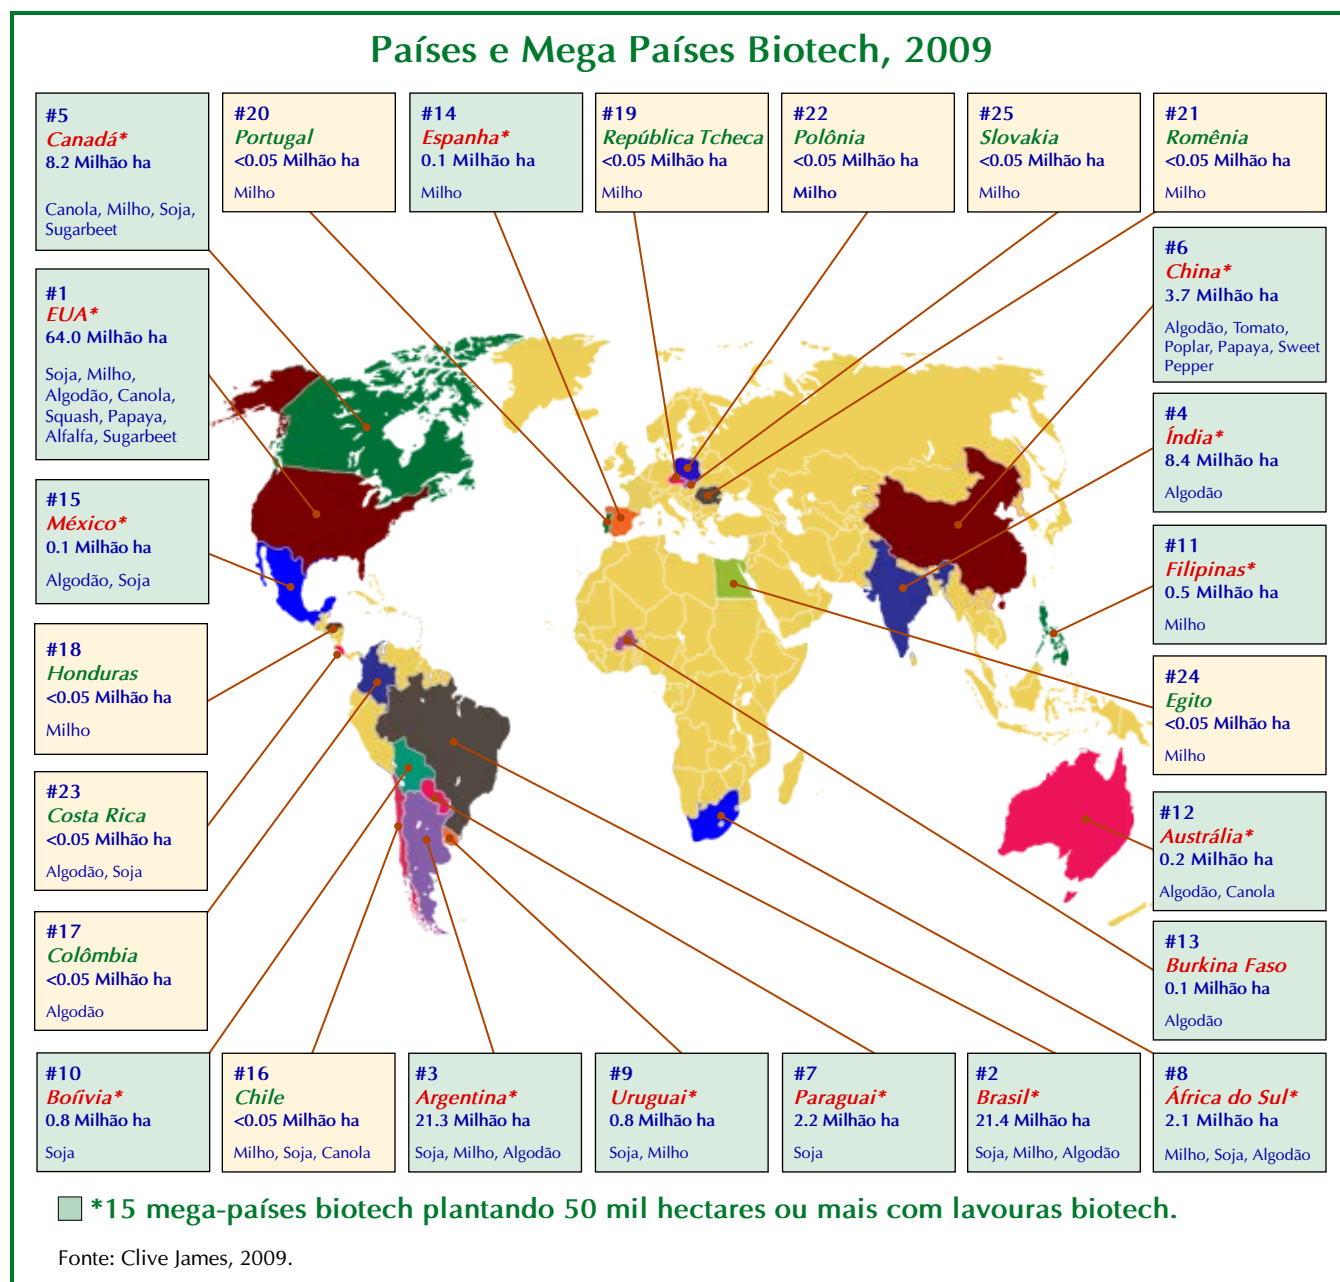 Países e Mega Países Biotech, 2009
#5
Canadá*
8.2 Milhão ha
Canola, Milho, Soja,
Sugarbeet
#20
Portugal
<0.05 Milhão ha
Milho
#14
Espanha*
0.1 Milhão ha
Milho
#19
República Tcheca
<0.05 Milhão ha
Milho
#22
Polônia
<0.05 Milhão ha
Milho
#25
Slovakia
<0.05 Milhão ha
Milho
#21
Romênia
<0.05 Milhão ha
Milho
#1
EUA*
64.0 Milhão ha
Soja, Milho,
Algodão, Canola,
Squash, Papaya,
Alfalfa, Sugarbeet
#6
China*
3.7 Milhão ha
Algodão, Tomato,
Poplar, Papaya, Sweet
Pepper
#4
Índia*
8.4 Milhão ha
Algodão
#15
México*
0.1 Milhão ha
Algodão, Soja
#11
Filipinas*
0.5 Milhão ha
Milho
#18
Honduras
<0.05 Milhão ha
Milho
#24
Egito
<0.05 Milhão ha
Milho
#23
Costa Rica
<0.05 Milhão ha
Algodão, Soja
#12
Austrália*
0.2 Milhão ha
Algodão, Canola
#17
Colômbia
<0.05 Milhão ha
Algodão
#13
Burkina Faso
0.1 Milhão ha
Algodão
#10
Boíivia*
0.8 Milhão ha
Soja
#16
Chile
<0.05 Milhão ha
Milho, Soja, Canola
#3
Argentina*
21.3 Milhão ha
Soja, Milho, Algodão
#9
Uruguai*
0.8 Milhão ha
Soja, Milho
#7
Paraguai*
2.2 Milhão ha
Soja
#2
Brasil*
21.4 Milhão ha
Soja, Milho, Algodão
#8
África do Sul*
2.1 Milhão ha
Milho, Soja, Algodão
*15 mega-países biotech plantando 50 mil hectares ou mais com lavouras biotech.
Fonte: Clive James, 2009.